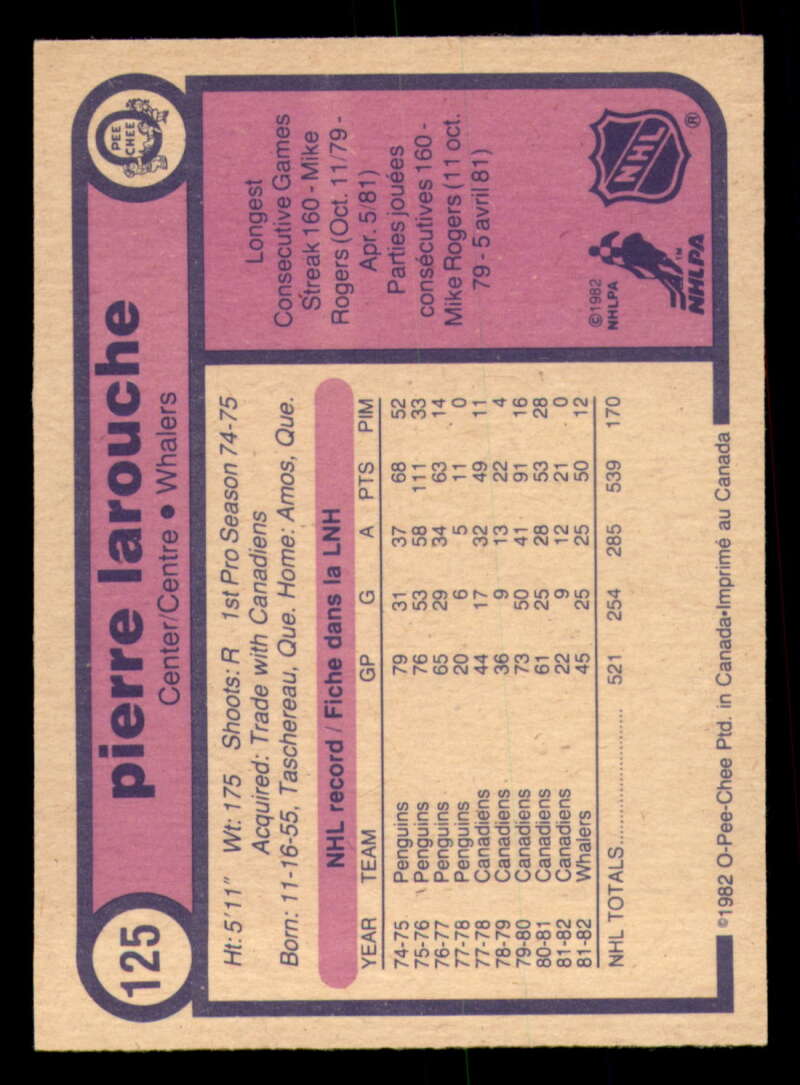 125
pierre larouche
Center/Centre • Whalers
PEE
CHEE
Ht: 5'11" Wt: 175 Shoots: R 1st Pro Season 74-75
Acquired: Trade with Canadiens
Born: 11-16-55, Taschereau, Que. Home: Amos, Que.
NHL record / Fiche dans la LNH
YEAR TEAM GP G A PTS PIM
74-75 Penguins 79 31 37 68 52
75-76 Penguins 76 53 58 111 33
76-77 Penguins 65 29 34 63 14
77-78 Penguins 20 6 5 11 0
77-78 Canadiens 44 17 32 49 11
78-79 Canadiens 36 9 13 22 4
79-80 Canadiens 73 50 41 91 16
80-81 Canadiens 61 25 28 53 28
81-82 Canadiens 22 9 12 21 0
81-82 Whalers 45 25 25 50 12
NHL TOTALS........................ 521 254 285 539 170
Longest
Consecutive Games
Streak 160 - Mike
Rogers (Oct. 11/79 -
Apr. 5/81)
Parties jouées
consécutives 160 -
Mike Rogers (11 oct.
79 - 5 avril 81)
©1982
NHLPA
NHLPA™
NHL®
©1982 O-Pee-Chee Ptd. in Canada•Imprimé au Canada